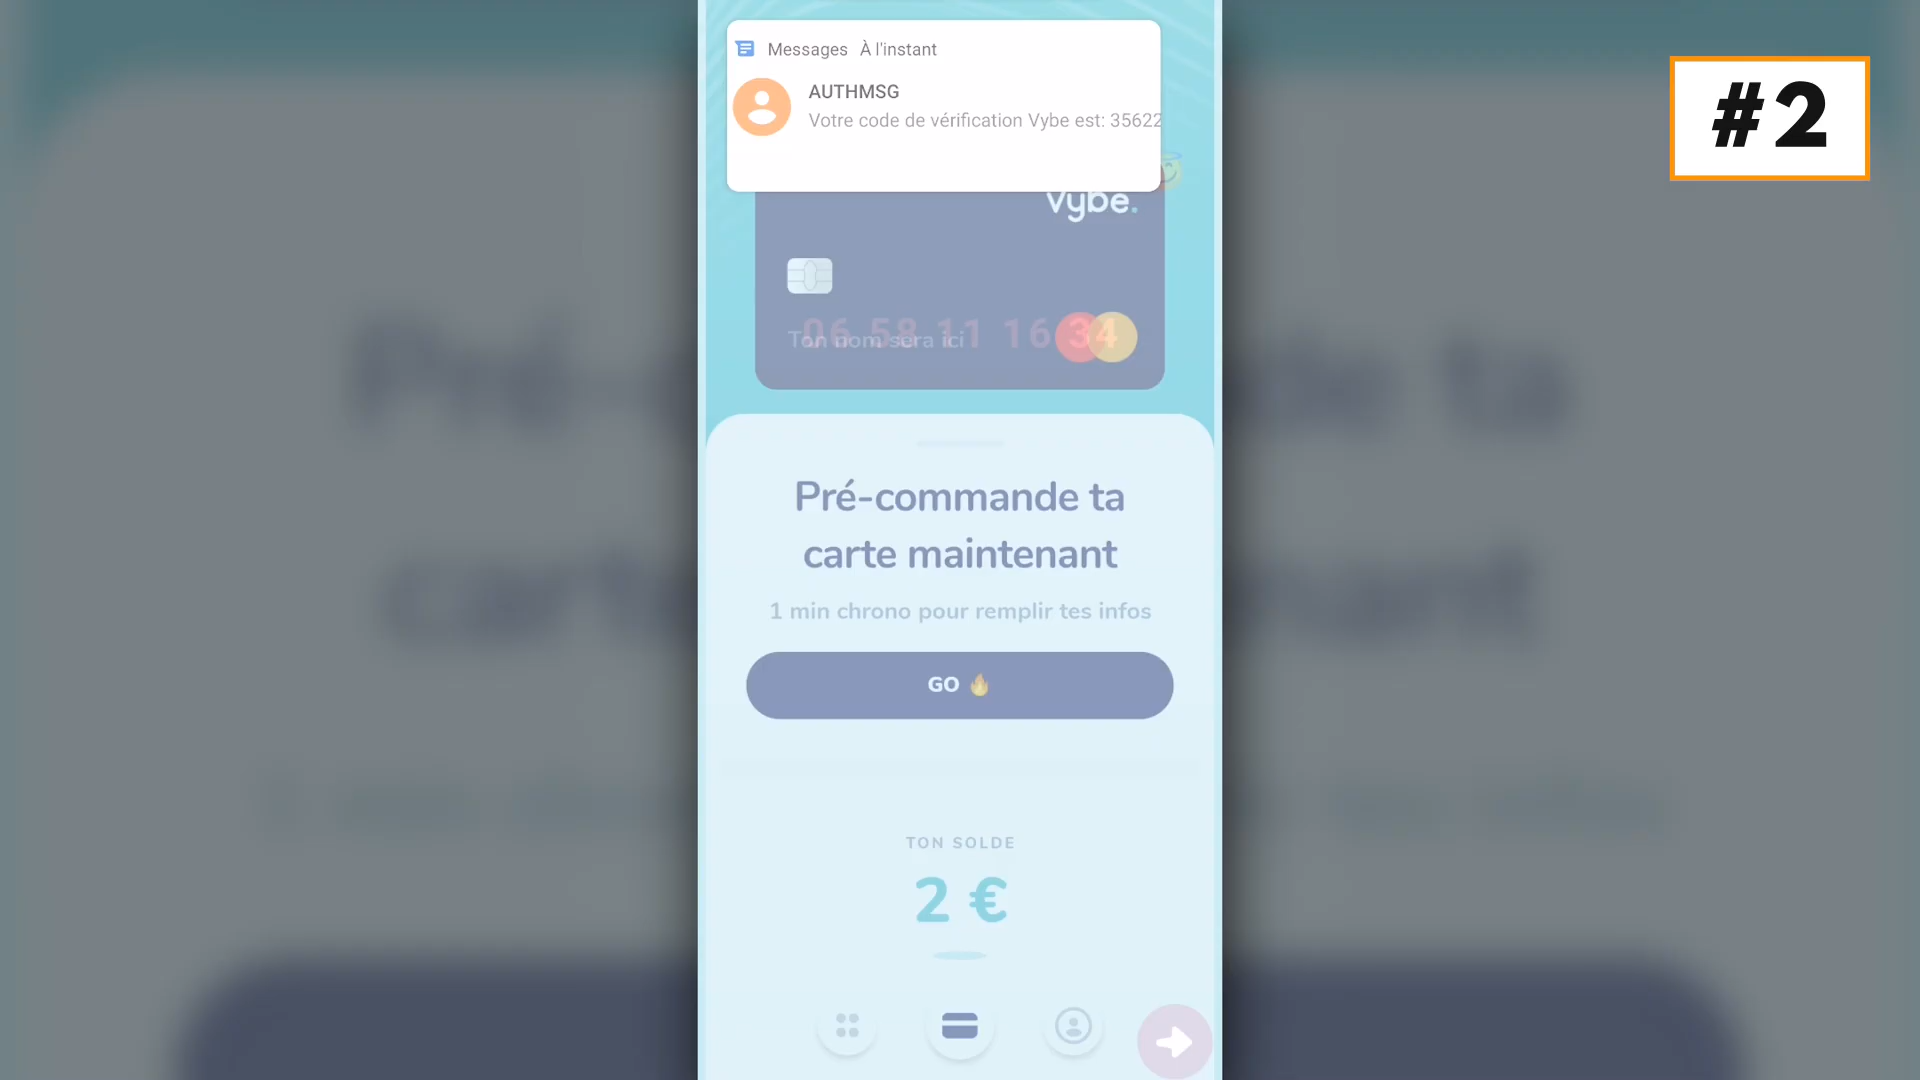 Messages À l'instant
#2
AUTHMSG
Votre code de vérification Vybe est: 35622
vybe.
06 58 11 16 34
Ton nom sera ici
Pré-commande ta
carte maintenant
1 min chrono pour remplir tes infos
GO
TON SOLDE
2 €